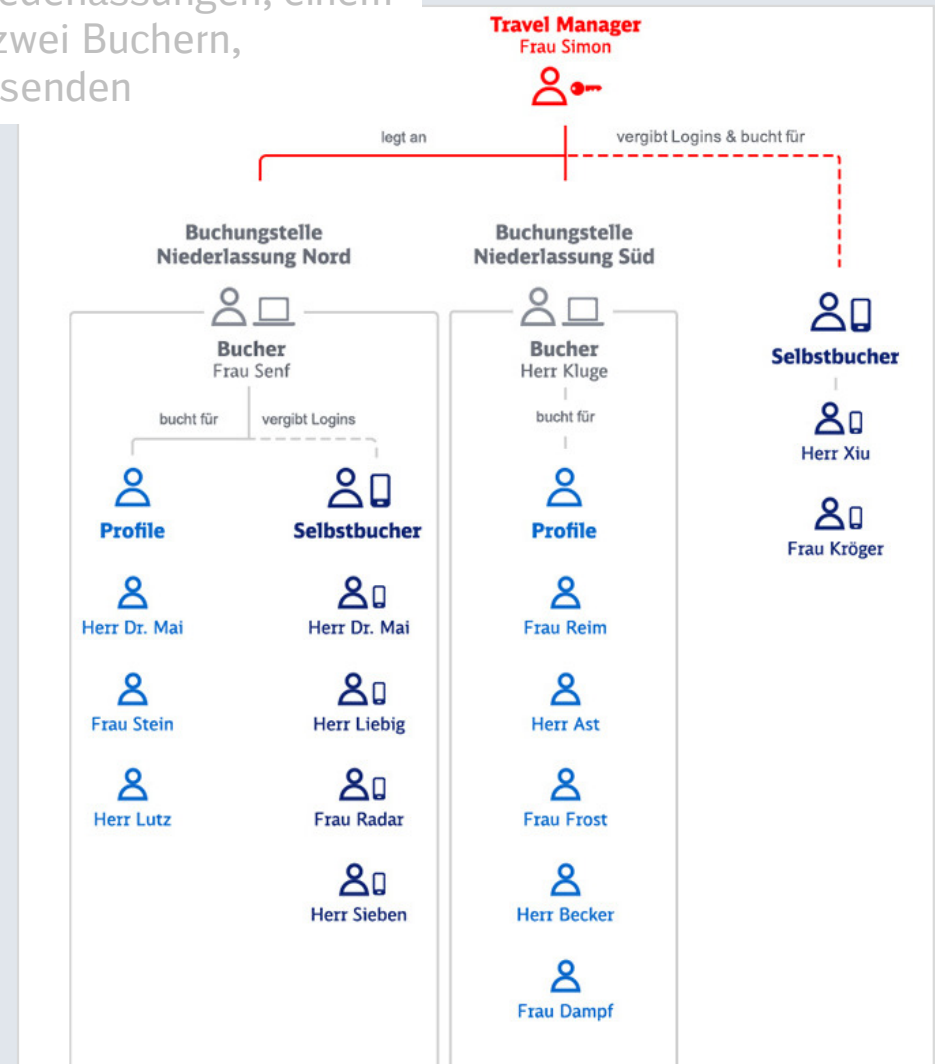 zwei Buchern,
senden
Travel Manager
Frau Simon
legt an
vergibt Logins & bucht für
Buchungstelle
Niederlassung Nord
Bucher
Frau Senf
bucht für
vergibt Logins
Profile
Herr Dr. Mai
Frau Stein
Herr Lutz
Selbstbucher
Herr Dr. Mai
Herr Liebig
Frau Radar
Herr Sieben
Buchungstelle
Niederlassung Süd
Bucher
Herr Kluge
bucht für
Profile
Frau Reim
Herr Ast
Frau Frost
Herr Becker
Frau Dampf
Selbstbucher
Herr Xiu
Frau Kröger